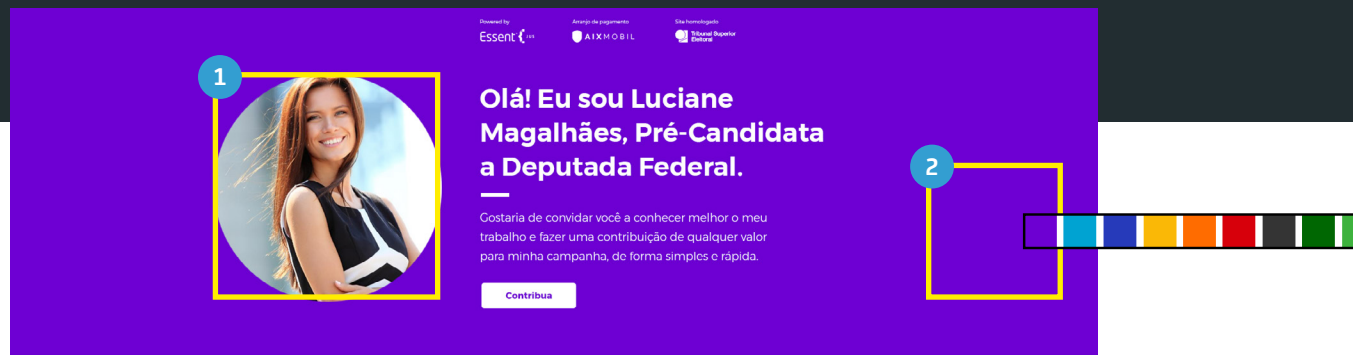 Powered by
Essent JUS
Arranjo de pagamento
AIXMOBIL
Site homologado
Tribunal Superior
Eleitoral
1
Olá! Eu sou Luciane
Magalhães, Pré-Candidata
a Deputada Federal.
Gostaria de convidar você a conhecer melhor o meu
trabalho e fazer uma contribuição de qualquer valor
para minha campanha, de forma simples e rápida.
Contribua
2